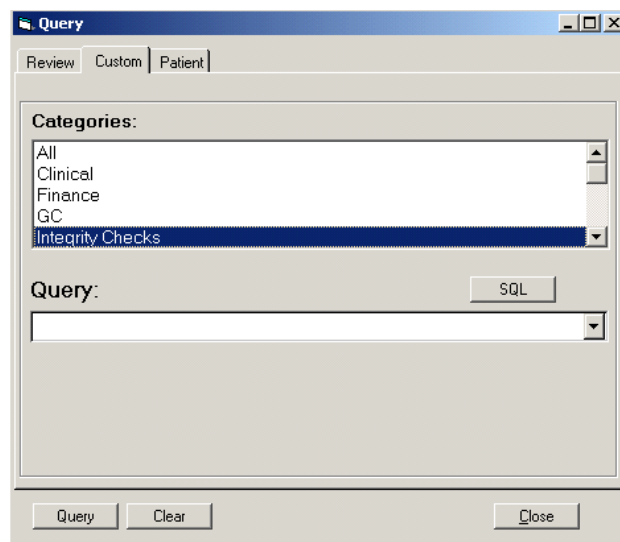 Query
Review Custom Patient
Categories:
All
Clinical
Finance
GC
Integrity Checks
Query:
SQL
Query Clear Close